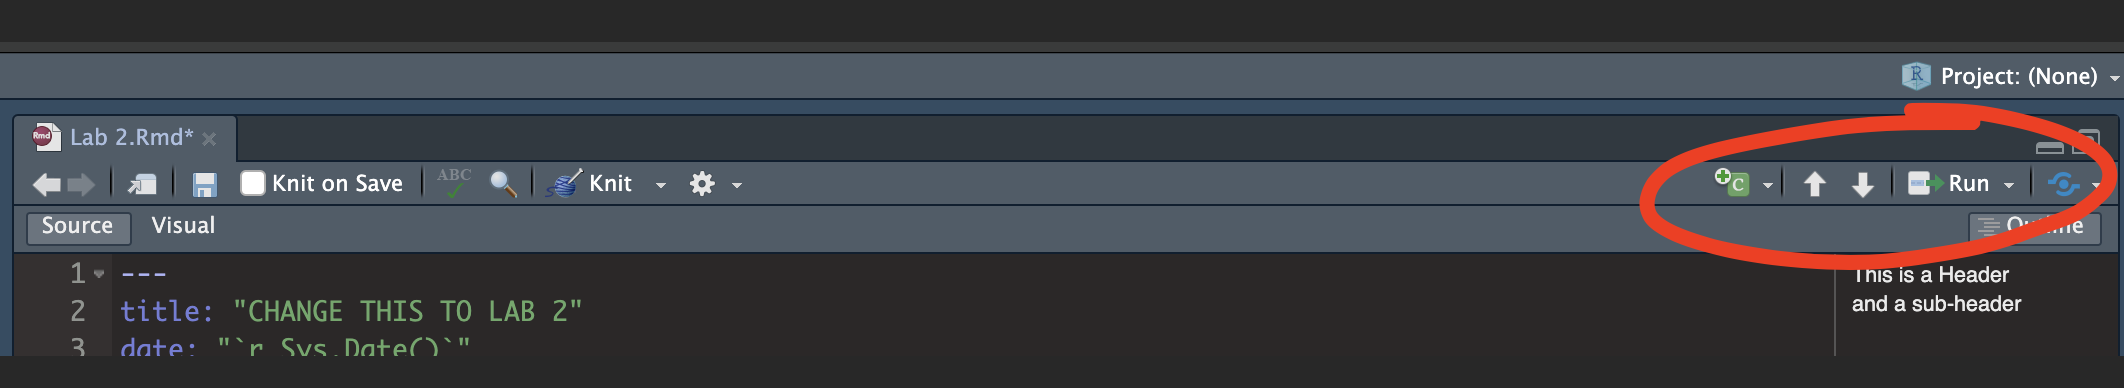 Project: (None)
Lab 2.Rmd*
Knit on Save ABC Knit C Run
Source Visual Outline
1 ---
2 title: "CHANGE THIS TO LAB 2"
3 date: "`r Sys.Date()`"
This is a Header
and a sub-header